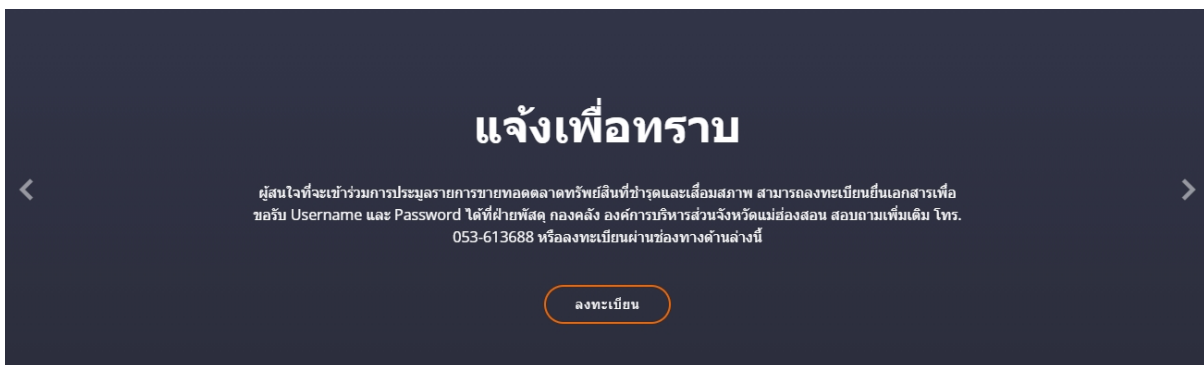 แจ้งเพื่อทราบ
ผู้สนใจที่จะเข้าร่วมการประมูลรายการขายทอดตลาดทรัพย์สินที่ชำรุดและเสื่อมสภาพ สามารถลงทะเบียนยื่นเอกสารเพื่อ
ขอรับ Username และ Password ได้ที่ฝ่ายพัสดุ กองคลัง องค์การบริหารส่วนจังหวัดแม่ฮ่องสอน สอบถามเพิ่มเติม โทร.
053-613688 หรือลงทะเบียนผ่านช่องทางด้านล่างนี้
ลงทะเบียน